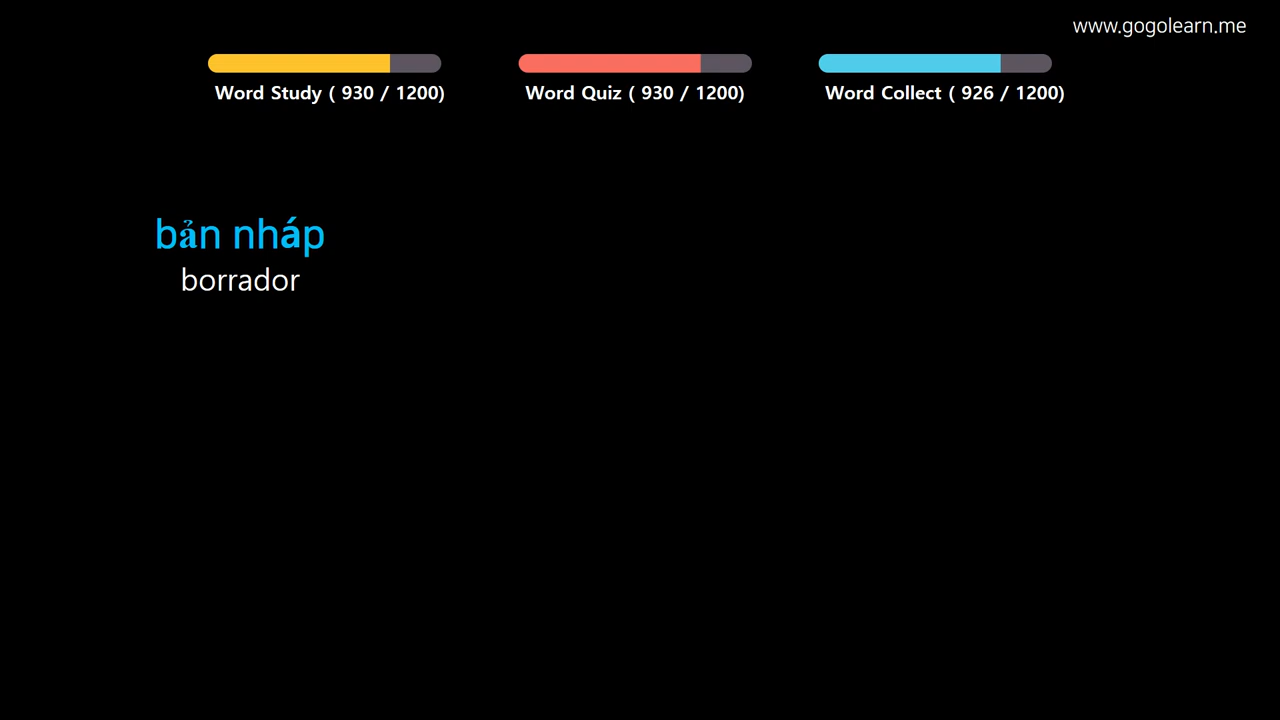 www.gogolearn.me
Word Study ( 930 / 1200)
Word Quiz ( 930 / 1200)
Word Collect ( 926 / 1200)
bản nháp
borrador